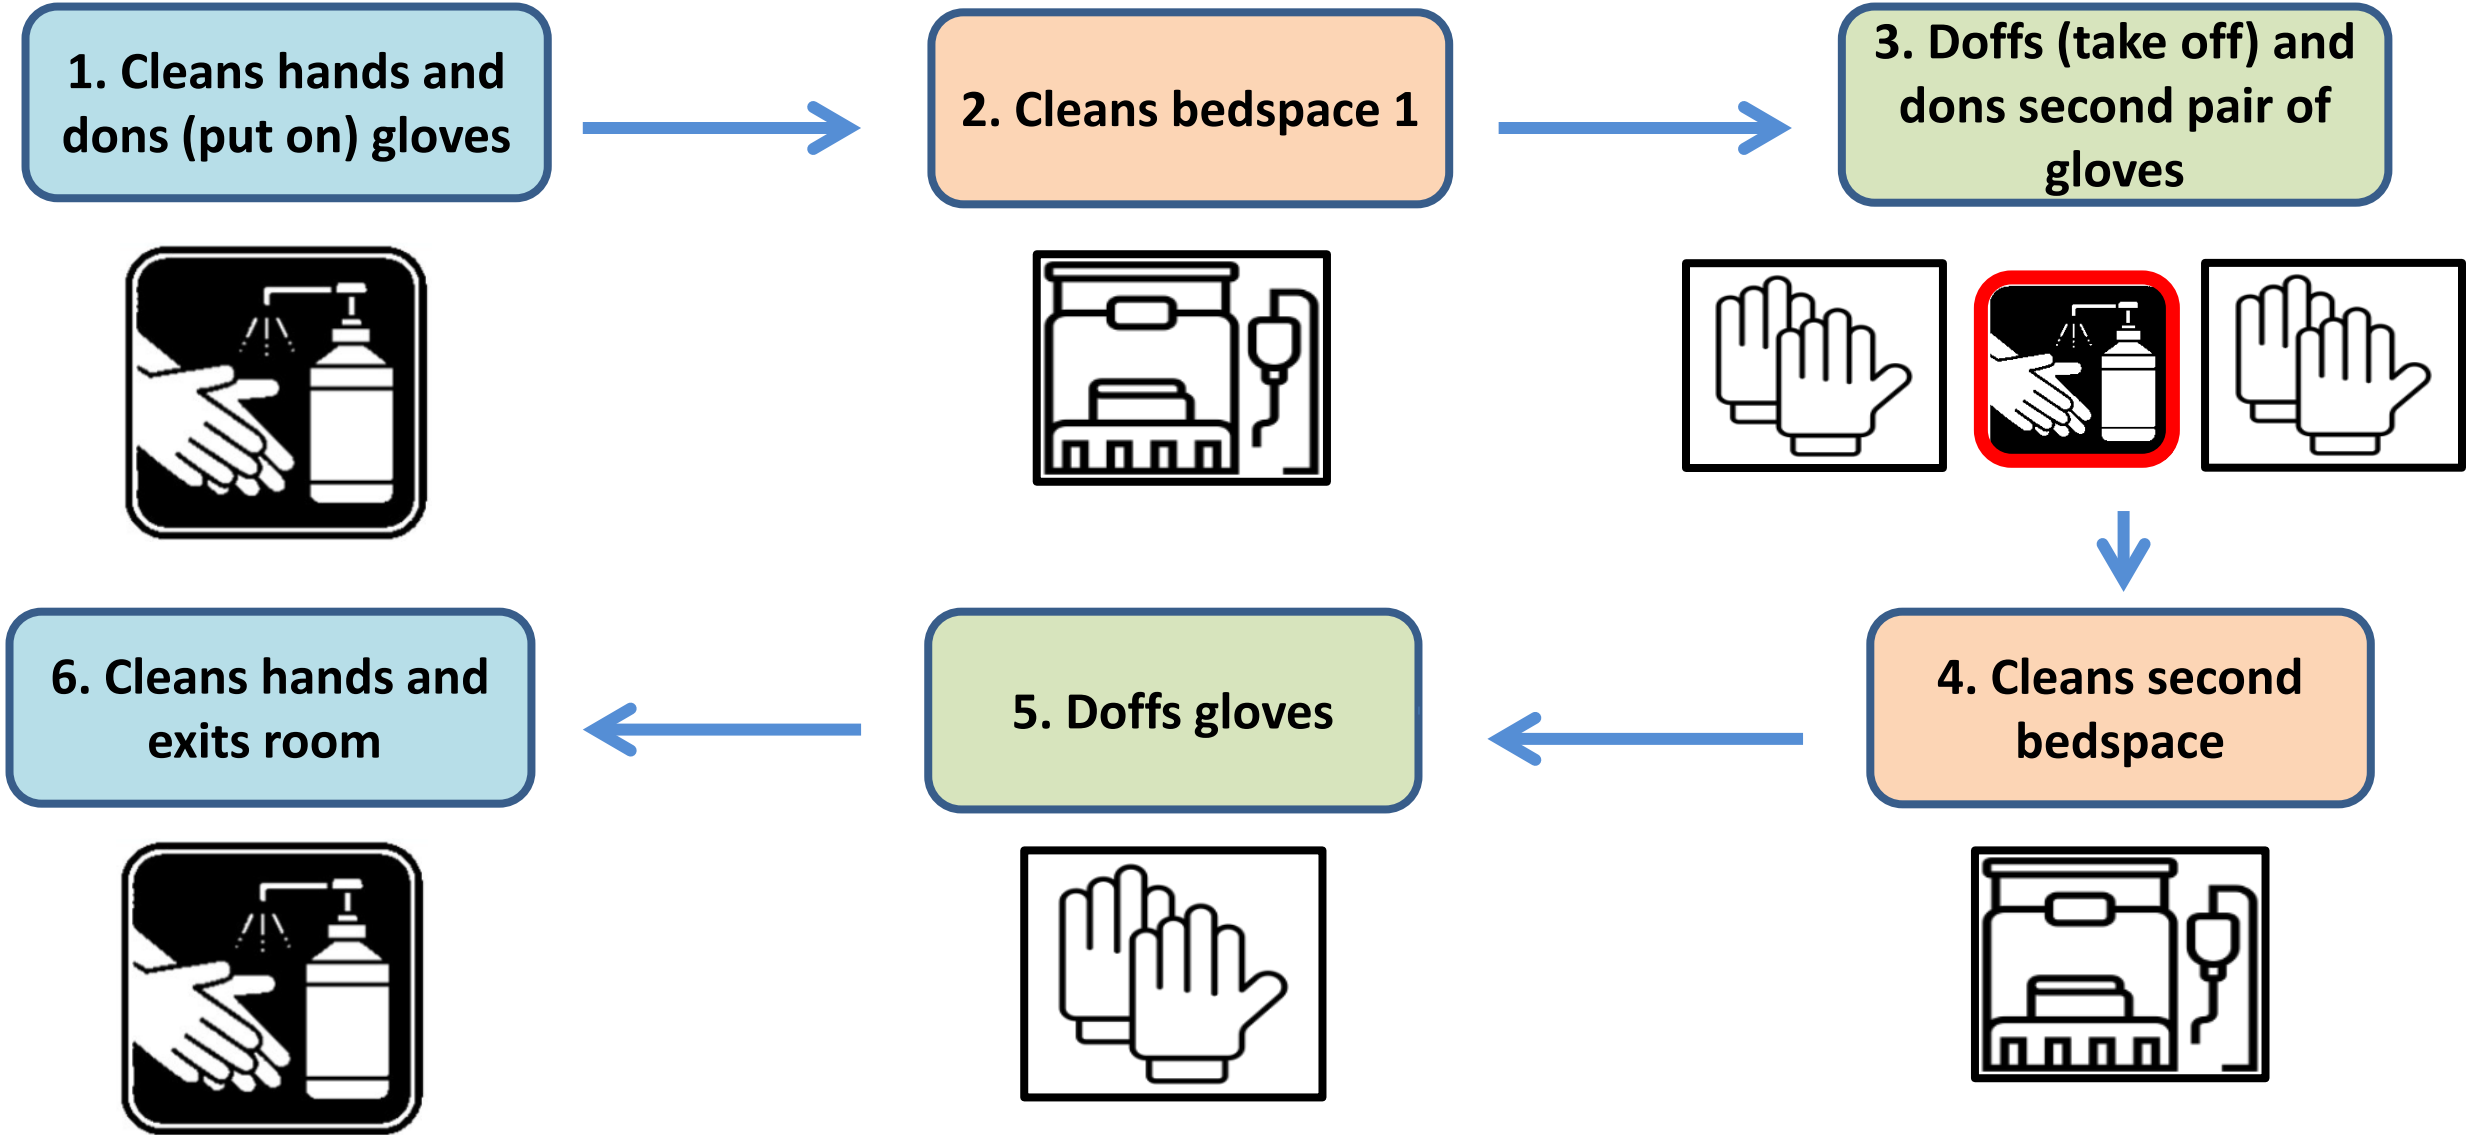 1. Cleans hands and
dons (put on) gloves
2. Cleans bedspace 1
3. Doffs (take off) and
dons second pair of
gloves
4. Cleans second
bedspace
5. Doffs gloves
6. Cleans hands and
exits room